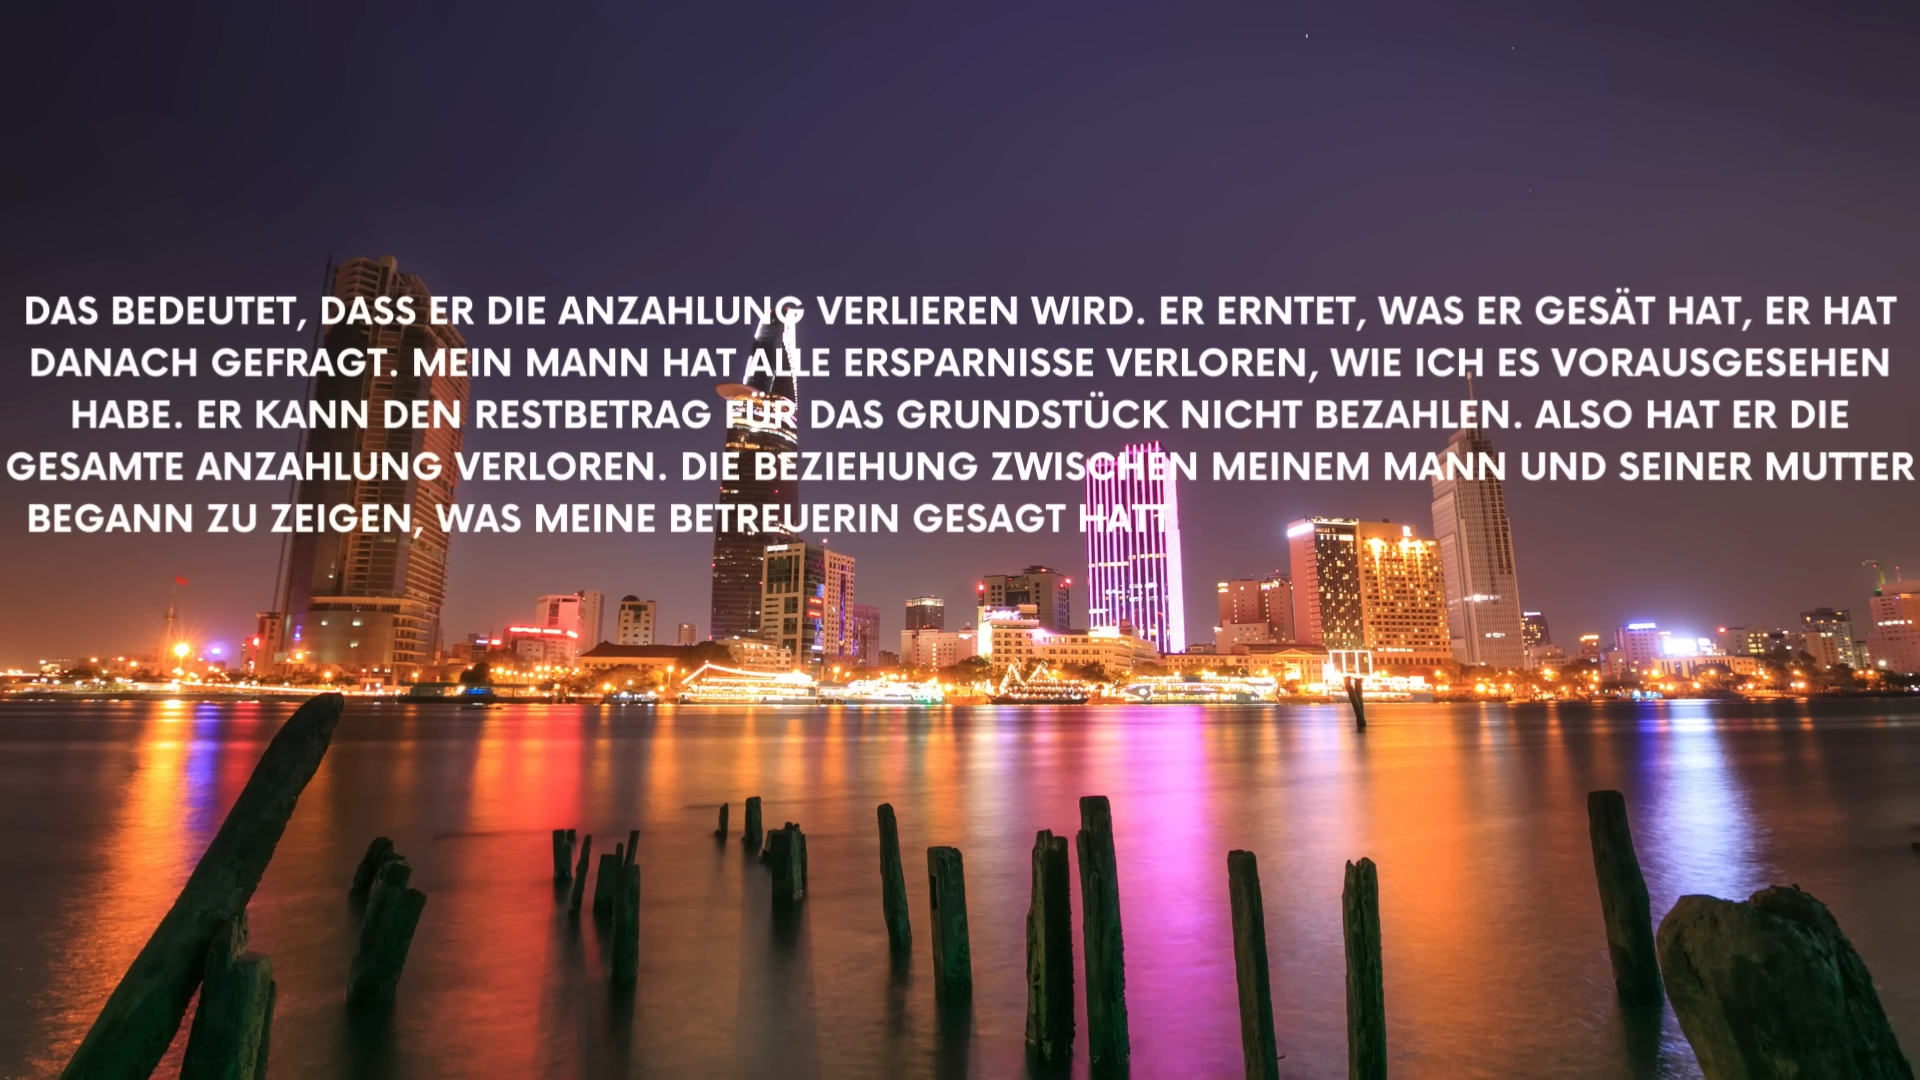 DAS BEDEUTET, DASS ER DIE ANZAHLUNG VERLIEREN WIRD. ER ERNTET, WAS ER GESÄT HAT, ER HAT
DANACH GEFRAGT. MEIN MANN HAT ALLE ERSPARNISSE VERLOREN, WIE ICH ES VORAUSGESEHEN
HABE. ER KANN DEN RESTBETRAG FÜR DAS GRUNDSTÜCK NICHT BEZAHLEN. ALSO HAT ER DIE
GESAMTE ANZAHLUNG VERLOREN. DIE BEZIEHUNG ZWISCHEN MEINEM MANN UND SEINER MUTTER
BEGANN ZU ZEIGEN, WAS MEINE BETREUERIN GESAGT HATT